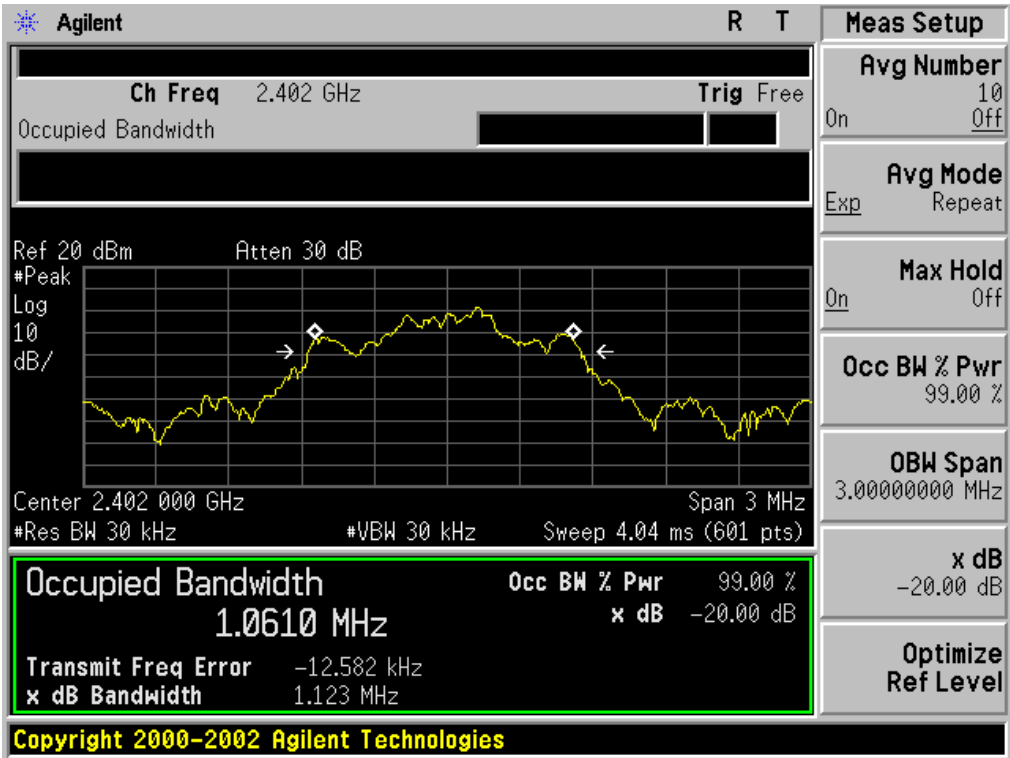 Agilent R T
Ch Freq 2.402 GHz Trig Free
Occupied Bandwidth
Ref 20 dBm Atten 30 dB
#Peak
Log
10
dB/
Center 2.402 000 GHz Span 3 MHz
#Res BW 30 kHz #VBW 30 kHz Sweep 4.04 ms (601 pts)
Occupied Bandwidth Occ BW % Pwr 99.00 %
1.0610 MHz x dB -20.00 dB
Transmit Freq Error -12.582 kHz
x dB Bandwidth 1.123 MHz
Copyright 2000-2002 Agilent Technologies
Meas Setup
Avg Number
10
On Off
Avg Mode
Exp Repeat
Max Hold
On Off
Occ BW % Pwr
99.00 %
OBW Span
3.00000000 MHz
x dB
-20.00 dB
Optimize
Ref Level